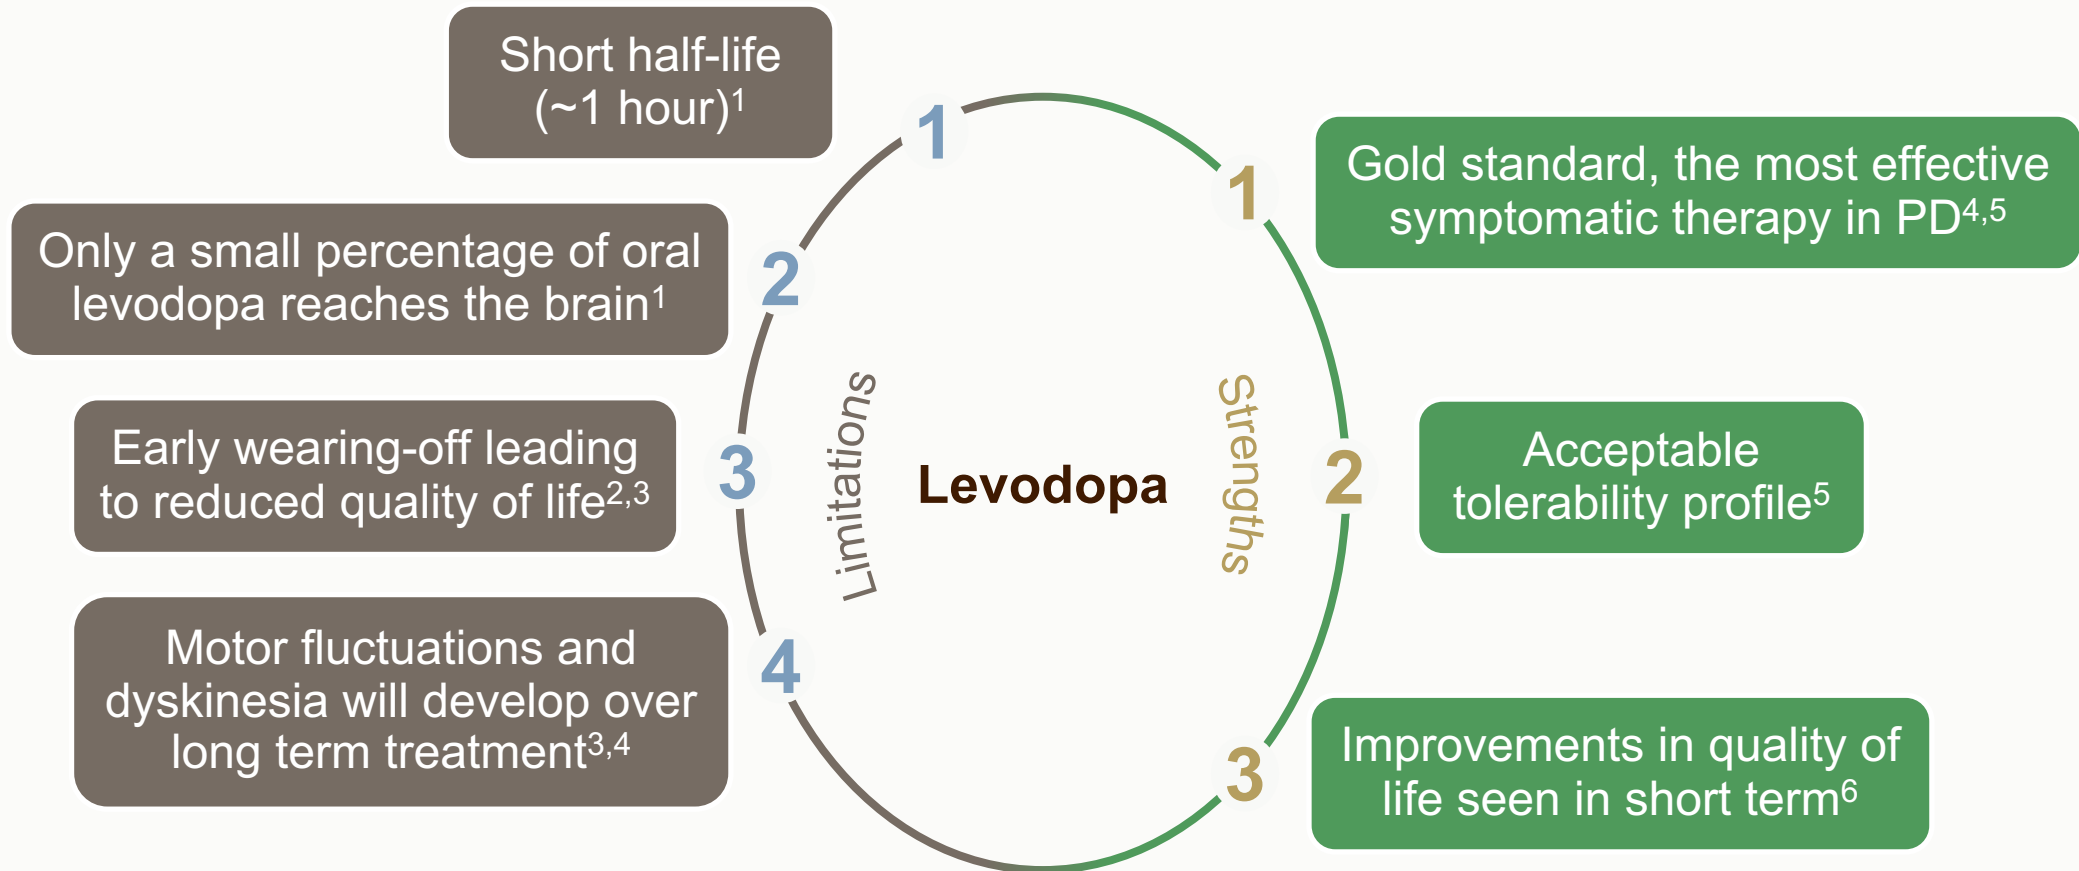 Short half-life
(~1 hour)1
1
Only a small percentage of oral
levodopa reaches the brain1
2
Early wearing-off leading
to reduced quality of life2,3
3
Motor fluctuations and
dyskinesia will develop over
long term treatment3,4
4
Limitations
Levodopa
Strengths
1
Gold standard, the most effective
symptomatic therapy in PD4,5
2
Acceptable
tolerability profile5
3
Improvements in quality of
life seen in short term6